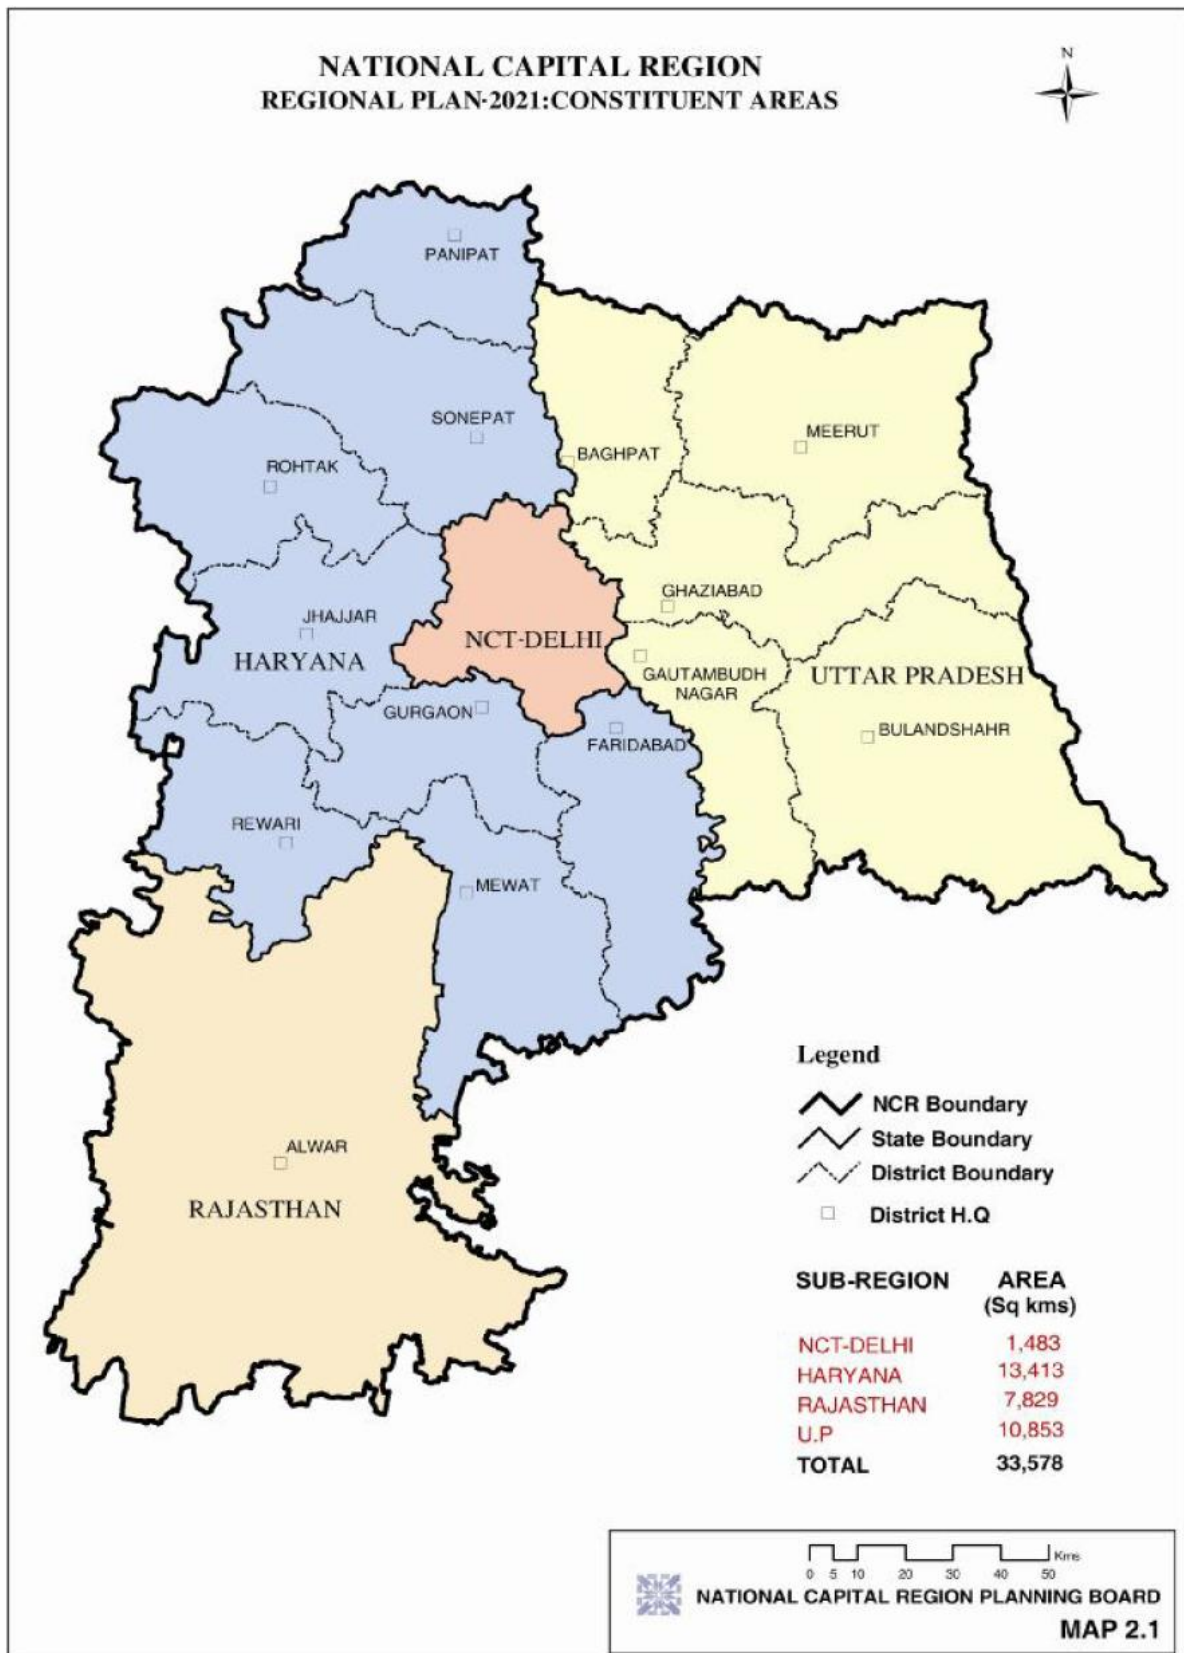 NATIONAL CAPITAL REGION
REGIONAL PLAN-2021:CONSTITUENT AREAS
N
PANIPAT
SONEPAT
ROHTAK
BAGHPAT
MEERUT
JHAJJAR
HARYANA
NCT-DELHI
GHAZIABAD
GAUTAMBUDH
NAGAR
UTTAR PRADESH
GURGAON
FARIDABAD
BULANDSHAHR
REWARI
MEWAT
ALWAR
RAJASTHAN
Legend
NCR Boundary
State Boundary
District Boundary
District H.Q
SUB-REGION AREA
(Sq kms)
NCT-DELHI 1,483
HARYANA 13,413
RAJASTHAN 7,829
U.P 10,853
TOTAL 33,578
Kms
0 5 10 20 30 40 50
NATIONAL CAPITAL REGION PLANNING BOARD
MAP 2.1